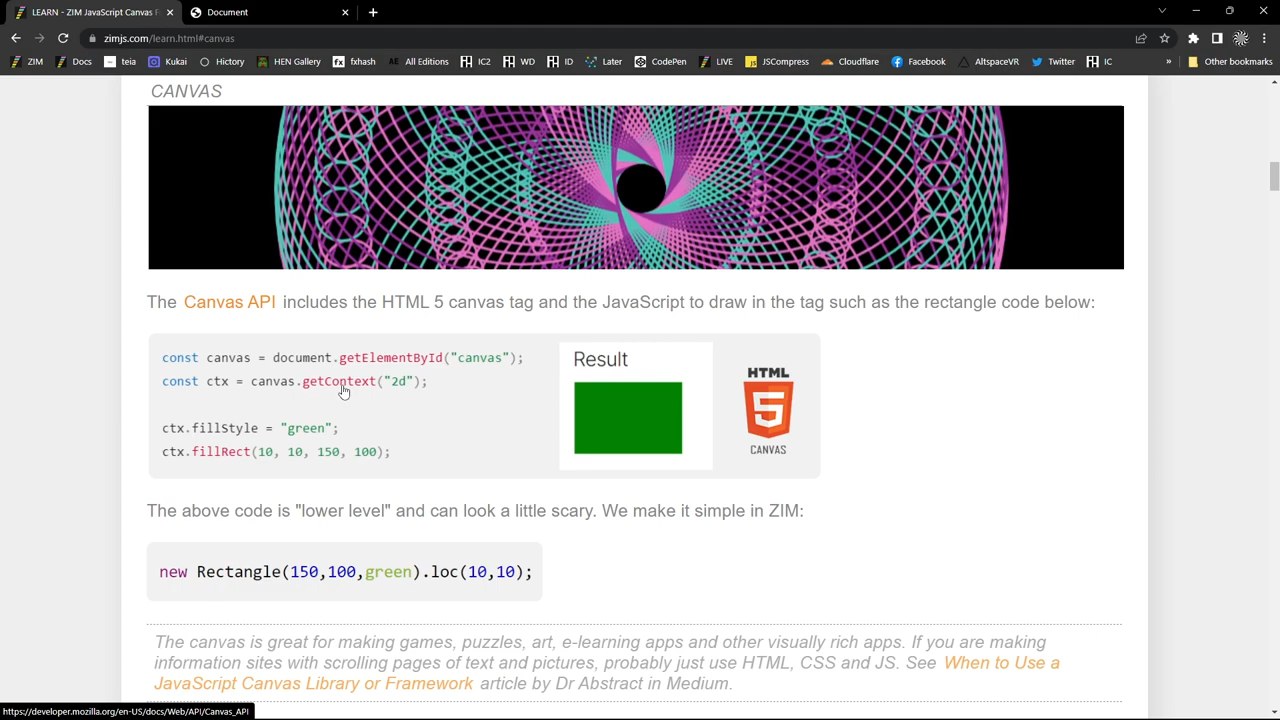 LEARN - ZIM JavaScript Canvas F
Document
zimjs.com/learn.html#canvas
ZIM
Docs
teia
Kukai
Hictory
HEN Gallery
fx fxhash
AE All Editions
IC2
WD
ID
Later
CodePen
LIVE
JS JSCompress
Cloudflare
Facebook
AltspaceVR
Twitter
IC
»
Other bookmarks
CANVAS
The Canvas API includes the HTML 5 canvas tag and the JavaScript to draw in the tag such as the rectangle code below:
const canvas = document.getElementById("canvas");
const ctx = canvas.getContext("2d");
ctx.fillStyle = "green";
ctx.fillRect(10, 10, 150, 100);
Result
HTML
5
CANVAS
The above code is "lower level" and can look a little scary. We make it simple in ZIM:
new Rectangle(150,100,green).loc(10,10);
The canvas is great for making games, puzzles, art, e-learning apps and other visually rich apps. If you are making
information sites with scrolling pages of text and pictures, probably just use HTML, CSS and JS. See When to Use a
JavaScript Canvas Library or Framework article by Dr Abstract in Medium.
https://developer.mozilla.org/en-US/docs/Web/API/Canvas_API